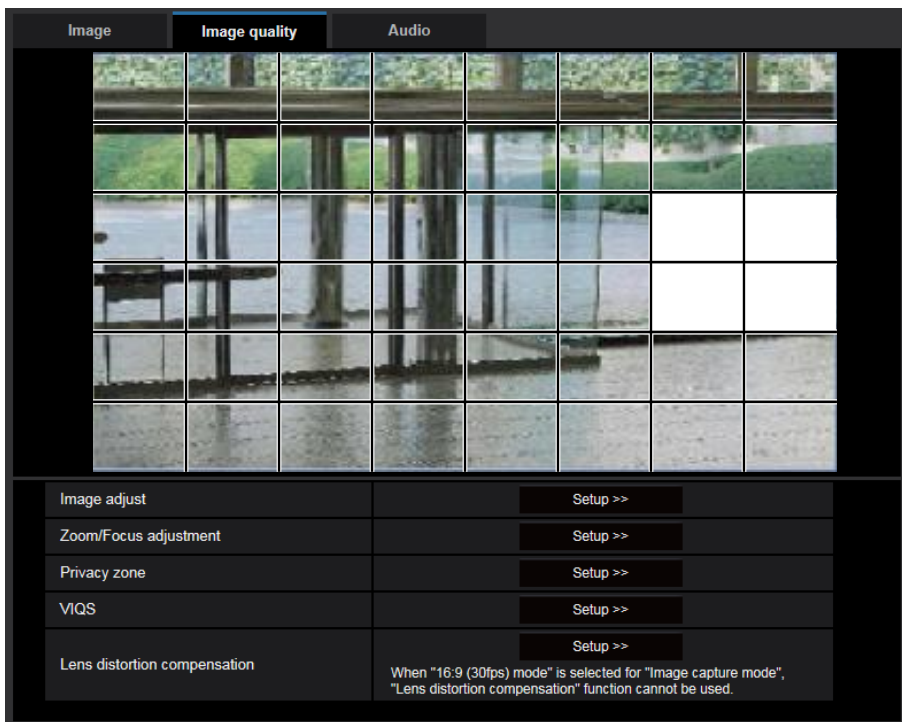 Image
Image quality
Audio
Image adjust
Setup >>
Zoom/Focus adjustment
Setup >>
Privacy zone
Setup >>
VIQS
Setup >>
Lens distortion compensation
Setup >>
When "16:9 (30fps) mode" is selected for "Image capture mode",
"Lens distortion compensation" function cannot be used.